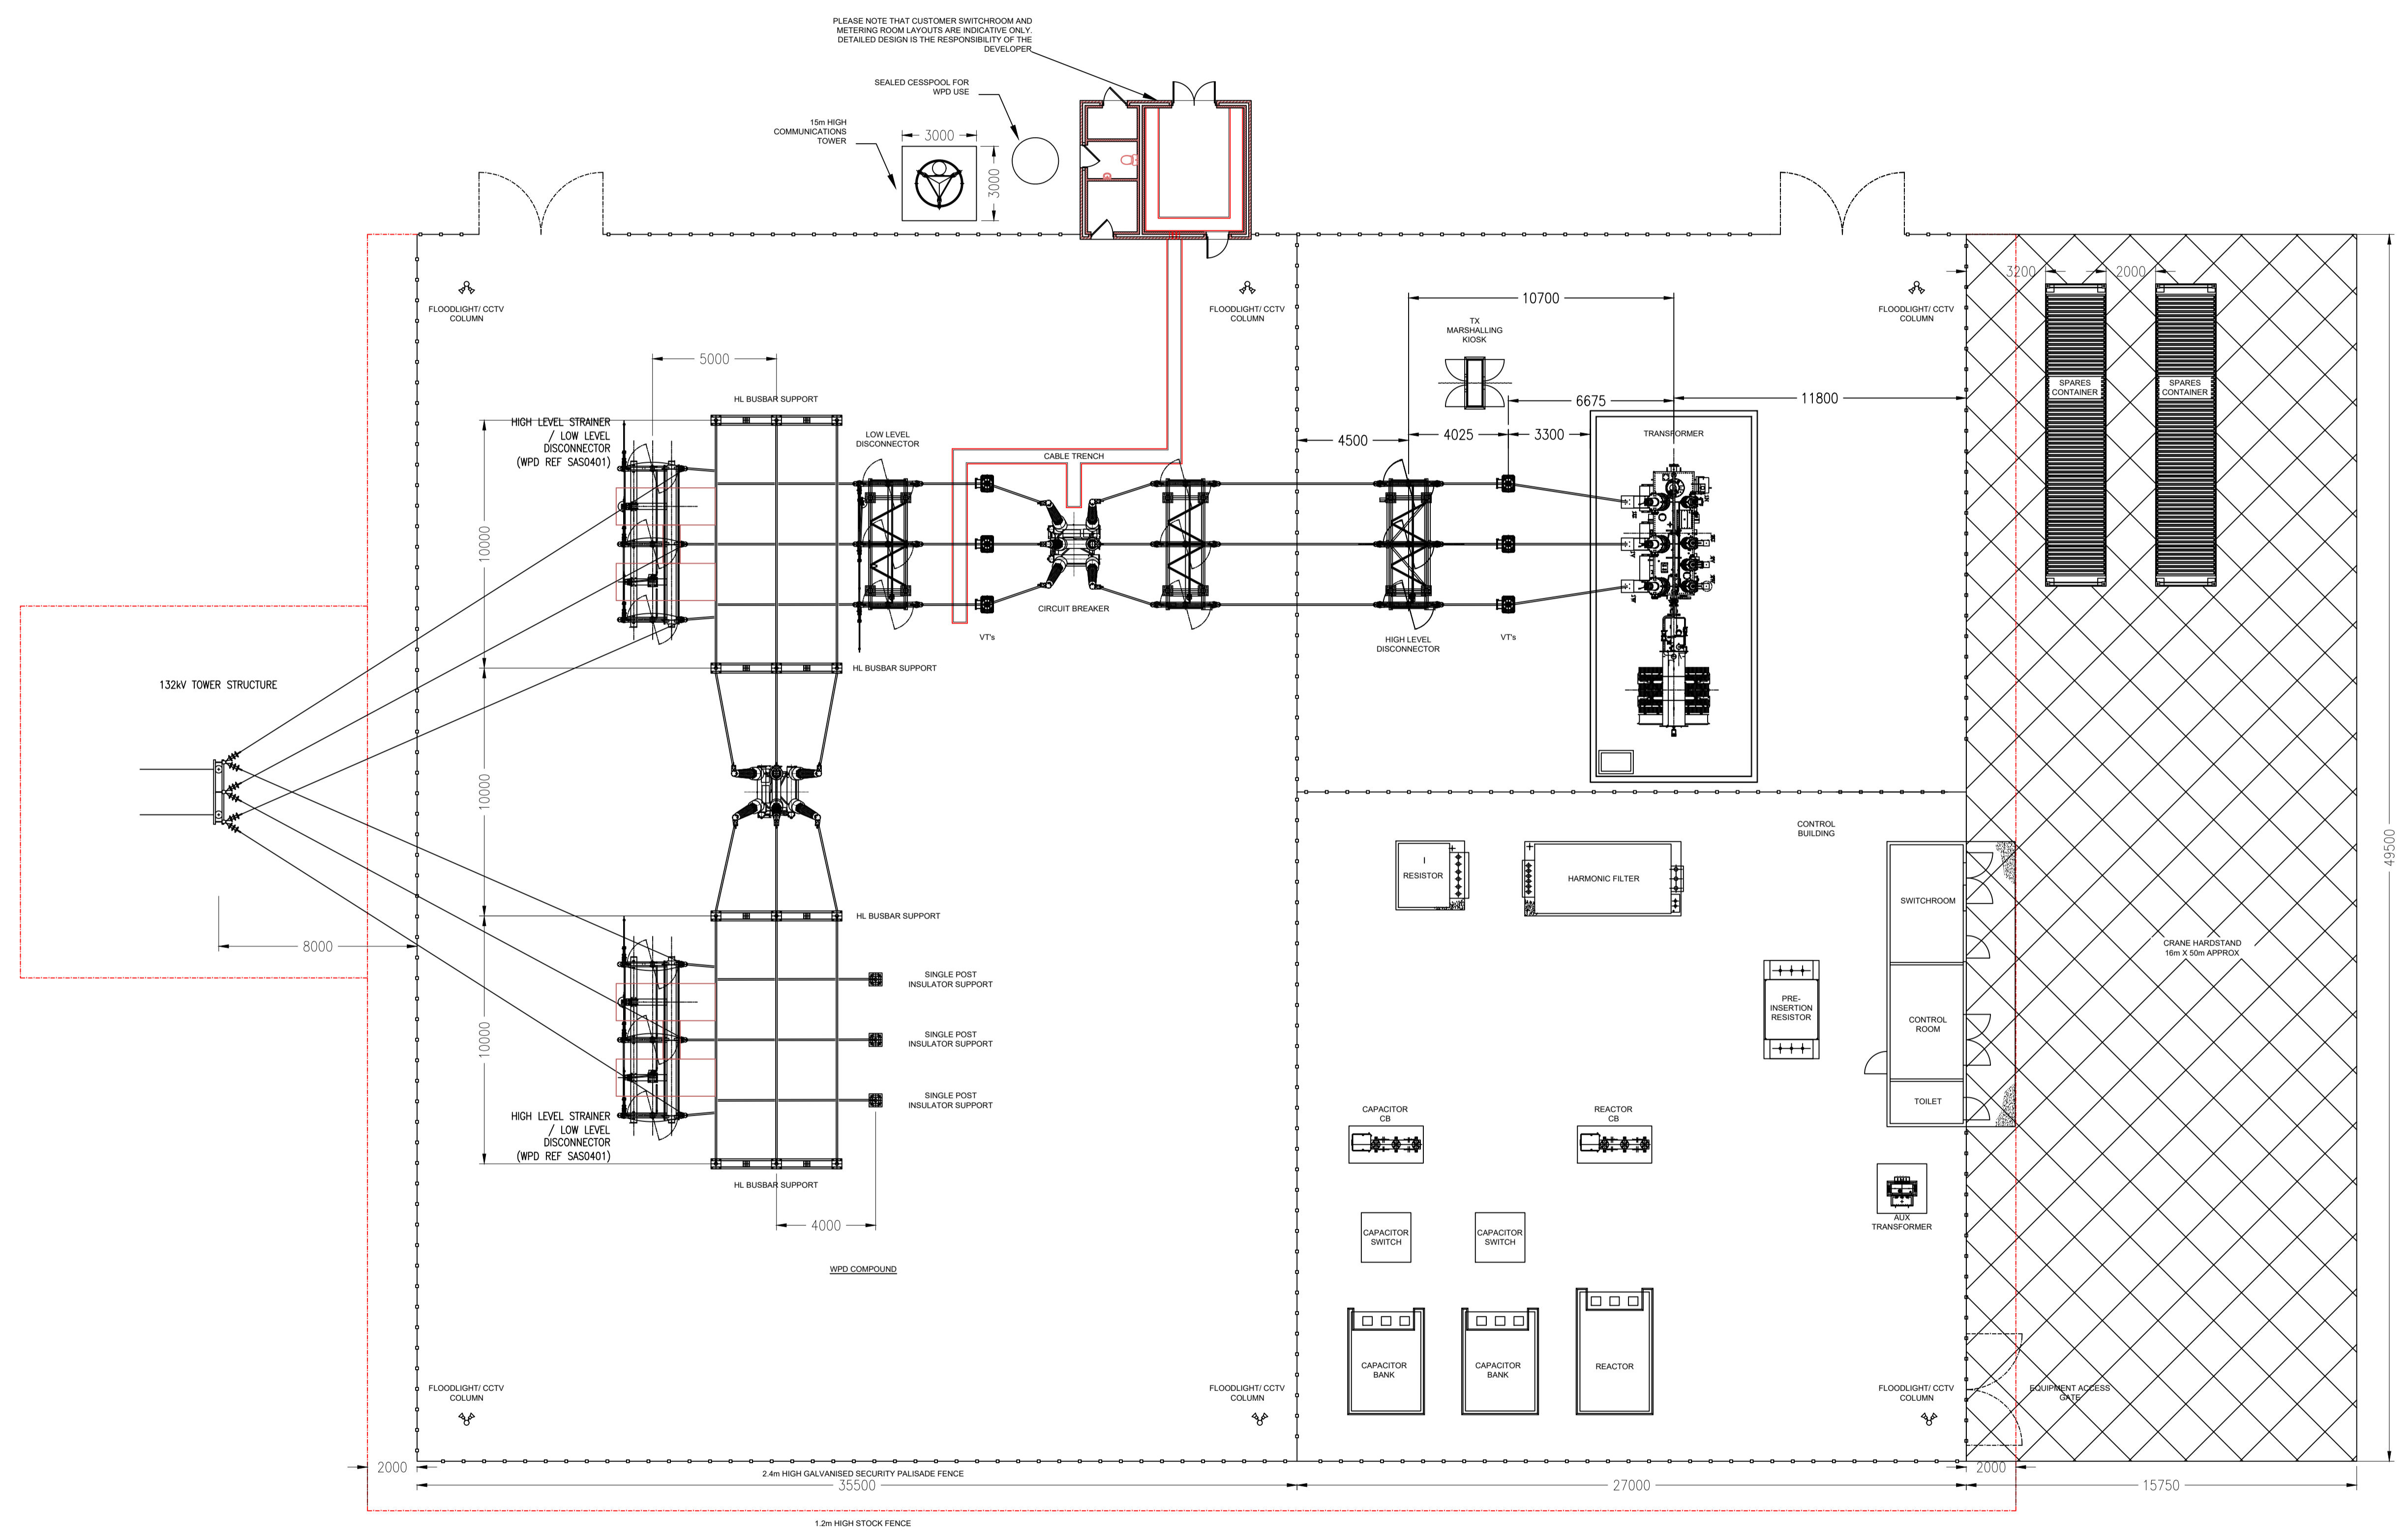 PLEASE NOTE THAT CUSTOMER SWITCHROOM AND
METERING ROOM LAYOUTS ARE INDICATIVE ONLY.
DETAILED DESIGN IS THE RESPONSIBILITY OF THE
DEVELOPER
SEALED CESSPOOL FOR
WPD USE
15m HIGH
COMMUNICATIONS
TOWER
3000
3000
FLOODLIGHT/ CCTV
COLUMN
FLOODLIGHT/ CCTV
COLUMN
FLOODLIGHT/ CCTV
COLUMN
3200
2000
10700
TX
MARSHALLING
KIOSK
5000
HL BUSBAR SUPPORT
6675
11800
SPARES
CONTAINER
SPARES
CONTAINER
HIGH LEVEL STRAINER
/ LOW LEVEL
DISCONNECTOR
(WPD REF SAS0401)
LOW LEVEL
DISCONNECTOR
CABLE TRENCH
4500
4025
3300
TRANSFORMER
10000
CIRCUIT BREAKER
VT's
HIGH LEVEL
DISCONNECTOR
VT's
HL BUSBAR SUPPORT
132kV TOWER STRUCTURE
10000
49500
CONTROL
BUILDING
RESISTOR
HARMONIC FILTER
SWITCHROOM
HL BUSBAR SUPPORT
8000
CRANE HARDSTAND
16m X 50m APPROX
SINGLE POST
INSULATOR SUPPORT
PRE-
INSERTION
RESISTOR
CONTROL
ROOM
10000
SINGLE POST
INSULATOR SUPPORT
SINGLE POST
INSULATOR SUPPORT
TOILET
HIGH LEVEL STRAINER
/ LOW LEVEL
DISCONNECTOR
(WPD REF SAS0401)
CAPACITOR
CB
REACTOR
CB
HL BUSBAR SUPPORT
4000
AUX
TRANSFORMER
CAPACITOR
SWITCH
CAPACITOR
SWITCH
WPD COMPOUND
CAPACITOR
BANK
CAPACITOR
BANK
REACTOR
FLOODLIGHT/ CCTV
COLUMN
FLOODLIGHT/ CCTV
COLUMN
FLOODLIGHT/ CCTV
COLUMN
EQUIPMENT ACCESS
GATE
2000
2.4m HIGH GALVANISED SECURITY PALISADE FENCE
2000
35500
27000
15750
1.2m HIGH STOCK FENCE